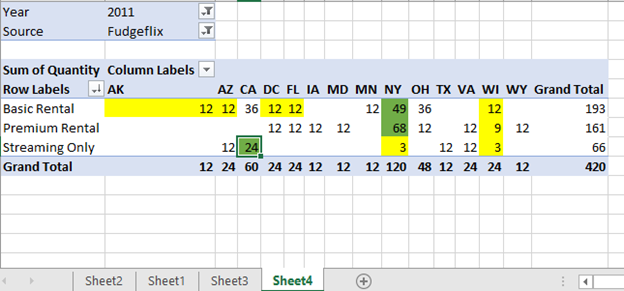 Year 2011
Source Fudgeflix
Sum of Quantity Column Labels
Row Labels AK AZ CA DC FL IA MD MN NY OH TX VA WI WY Grand Total
Basic Rental 12 12 36 12 12 12 49 36 12 193
Premium Rental 12 12 12 12 68 12 12 9 12 161
Streaming Only 12 24 3 12 12 3 66
Grand Total 12 24 60 24 24 12 12 12 120 48 12 24 24 12 420
Sheet2 Sheet1 Sheet3 Sheet4